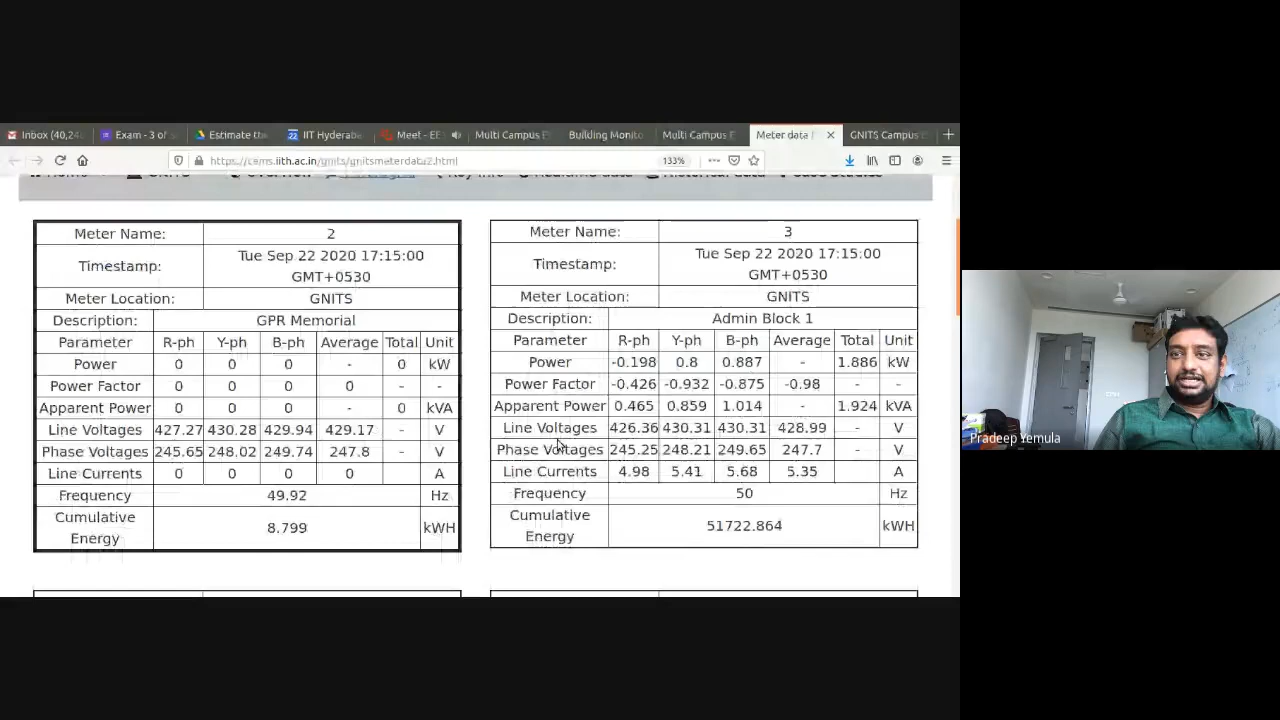 Inbox (40,24
Exam - 3 of
Estimate the
IIT Hyderaba
Meet - EE
Multi Campus E
Building Monito
Multi Campus E
Meter data
GNITS Campus E
https://cems.iith.ac.in/gnits/gnitsmeterdata2.html
133%
Meter Name: 2
Timestamp: Tue Sep 22 2020 17:15:00
GMT+0530
Meter Location: GNITS
Description: GPR Memorial
Parameter R-ph Y-ph B-ph Average Total Unit
Power 0 0 0 - 0 kW
Power Factor 0 0 0 0 - -
Apparent Power 0 0 0 - 0 kVA
Line Voltages 427.27 430.28 429.94 429.17 - V
Phase Voltages 245.65 248.02 249.74 247.8 - V
Line Currents 0 0 0 0 A
Frequency 49.92 Hz
Cumulative
Energy 8.799 kWH
Meter Name: 3
Timestamp: Tue Sep 22 2020 17:15:00
GMT+0530
Meter Location: GNITS
Description: Admin Block 1
Parameter R-ph Y-ph B-ph Average Total Unit
Power -0.198 0.8 0.887 - 1.886 kW
Power Factor -0.426 -0.932 -0.875 -0.98 - -
Apparent Power 0.465 0.859 1.014 - 1.924 kVA
Line Voltages 426.36 430.31 430.31 428.99 - V
Phase Voltages 245.25 248.21 249.65 247.7 - V
Line Currents 4.98 5.41 5.68 5.35 A
Frequency 50 Hz
Cumulative
Energy 51722.864 kWH
Pradeep Yemula